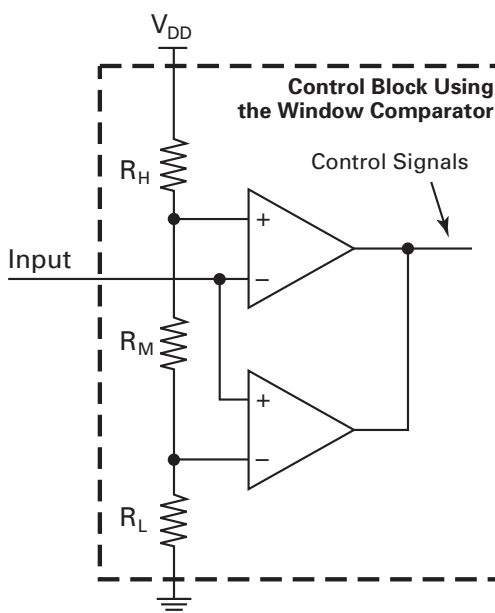 V_DD
Control Block Using
the Window Comparator
Control Signals
R_H
+
Input
−
R_M
+
−
R_L